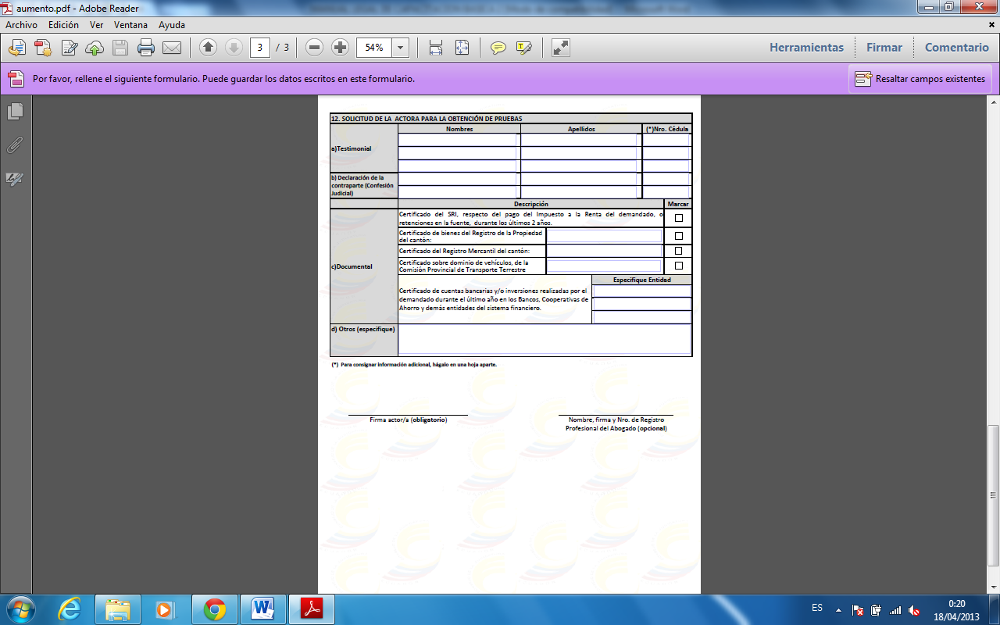 aumento.pdf - Adobe Reader
Archivo Edición Ver Ventana Ayuda
3 / 3 54% Herramientas Firmar Comentario
Por favor, rellene el siguiente formulario. Puede guardar los datos escritos en este formulario. Resaltar campos existentes
12. SOLICITUD DE LA ACTORA PARA LA OBTENCIÓN DE PRUEBAS
Nombres Apellidos (*)Nro. Cédula
a)Testimonial
b) Declaración de la
contraparte (Confesión
Judicial)
Descripción Marcar
c)Documental
Certificado del SRI, respecto del pago del Impuesto a la Renta del demandado, o
retenciones en la fuente, durante los últimos 2 años.
Certificado de bienes del Registro de la Propiedad
del cantón:
Certificado del Registro Mercantil del cantón:
Certificado sobre dominio de vehículos, de la
Comisión Provincial de Transporte Terrestre
Especifique Entidad
Certificado de cuentas bancarias y/o inversiones realizadas por el
demandado durante el último año en los Bancos, Cooperativas de
Ahorro y demás entidades del sistema financiero.
d) Otros (especifique)
(*) Para consignar información adicional, hágalo en una hoja aparte.
Firma actor/a (obligatorio)
Nombre, firma y Nro. de Registro
Profesional del Abogado (opcional)
ES
0:20
18/04/2013